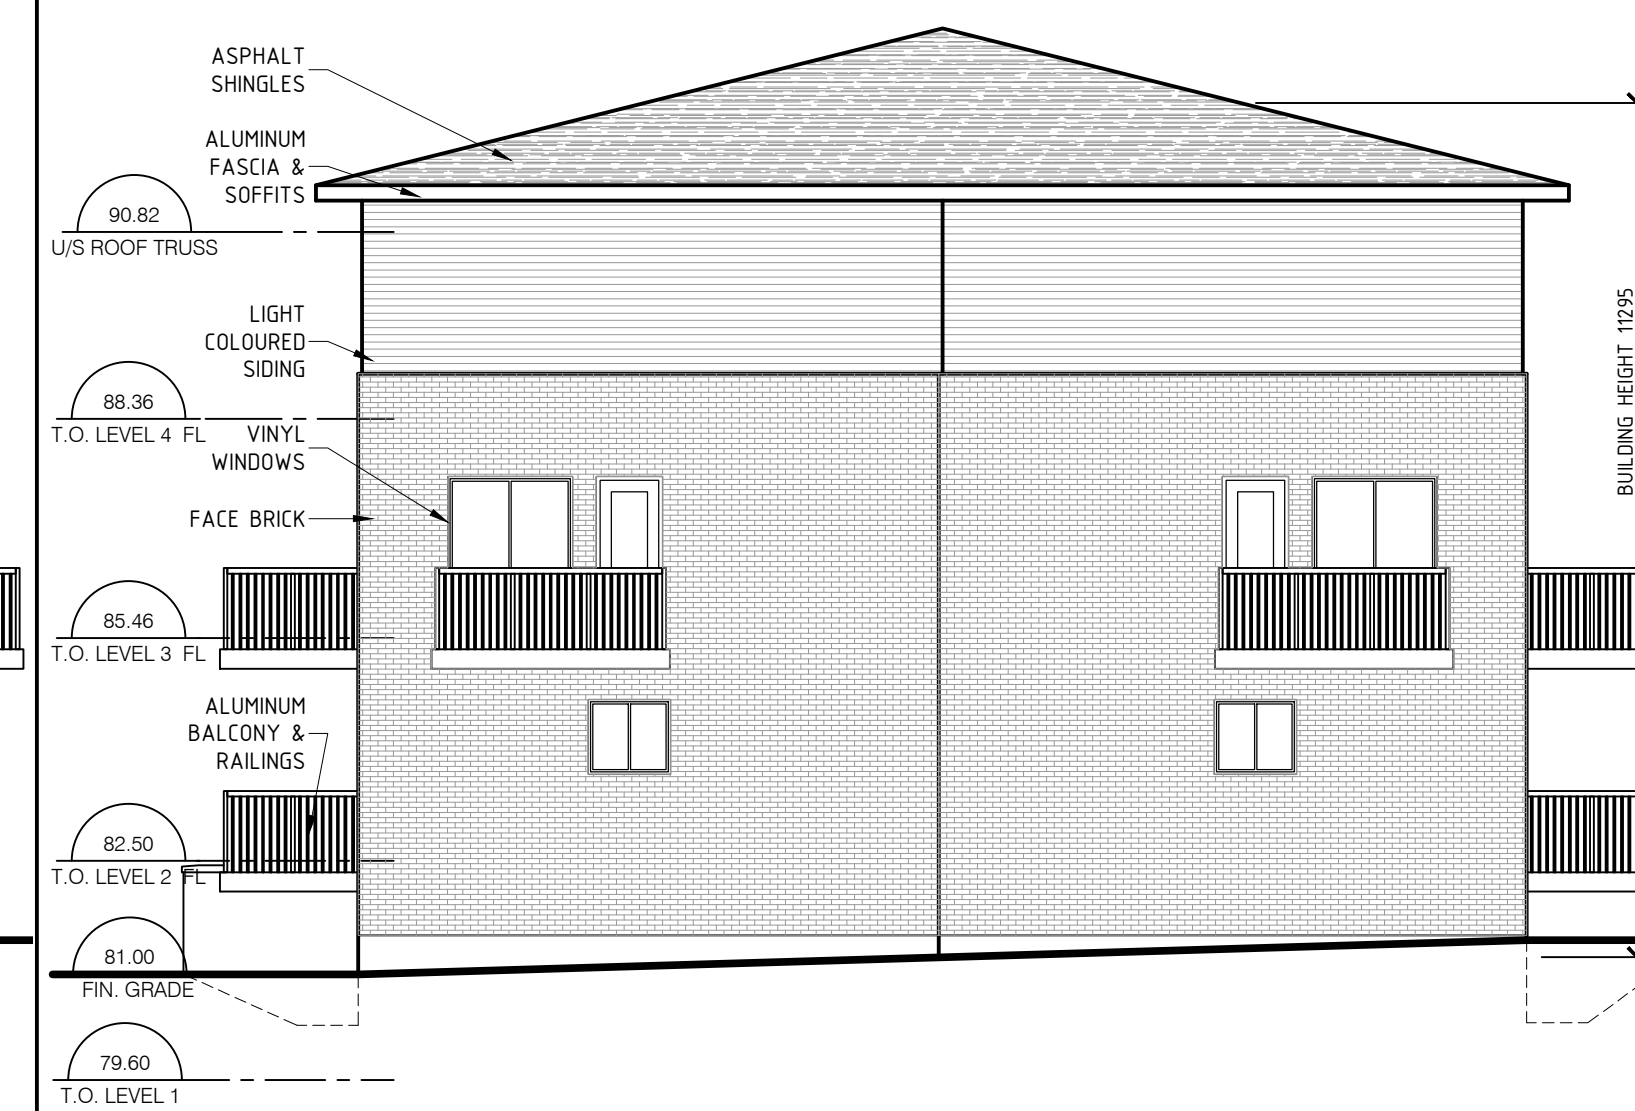 ASPHALT
SHINGLES
ALUMINUM
FASCIA &
SOFFITS
90.82
U/S ROOF TRUSS
LIGHT
COLOURED
SIDING
88.36
T.O. LEVEL 4 FL
VINYL
WINDOWS
FACE BRICK
85.46
T.O. LEVEL 3 FL
ALUMINUM
BALCONY &
RAILINGS
82.50
T.O. LEVEL 2 FL
81.00
FIN. GRADE
79.60
T.O. LEVEL 1
BUILDING HEIGHT 11295